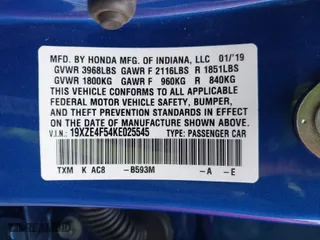 MFD. BY HONDA OF INDIANA, LLC 01/'19
GVWR 3968LBS GAWR F 2116LBS R 1851LBS
GVWR 1800KG GAWR F 960KG R 840KG
THIS VEHICLE CONFORMS TO ALL APPLICABLE
FEDERAL MOTOR VEHICLE SAFETY, BUMPER,
AND THEFT PREVENTION STANDARDS IN EFFECT
ON THE DATE OF MANUFACTURE SHOWN ABOVE.
V.I.N.: 19XZE4F54KE025545 TYPE: PASSENGER CAR
TXM K AC8 -B593M -A -E